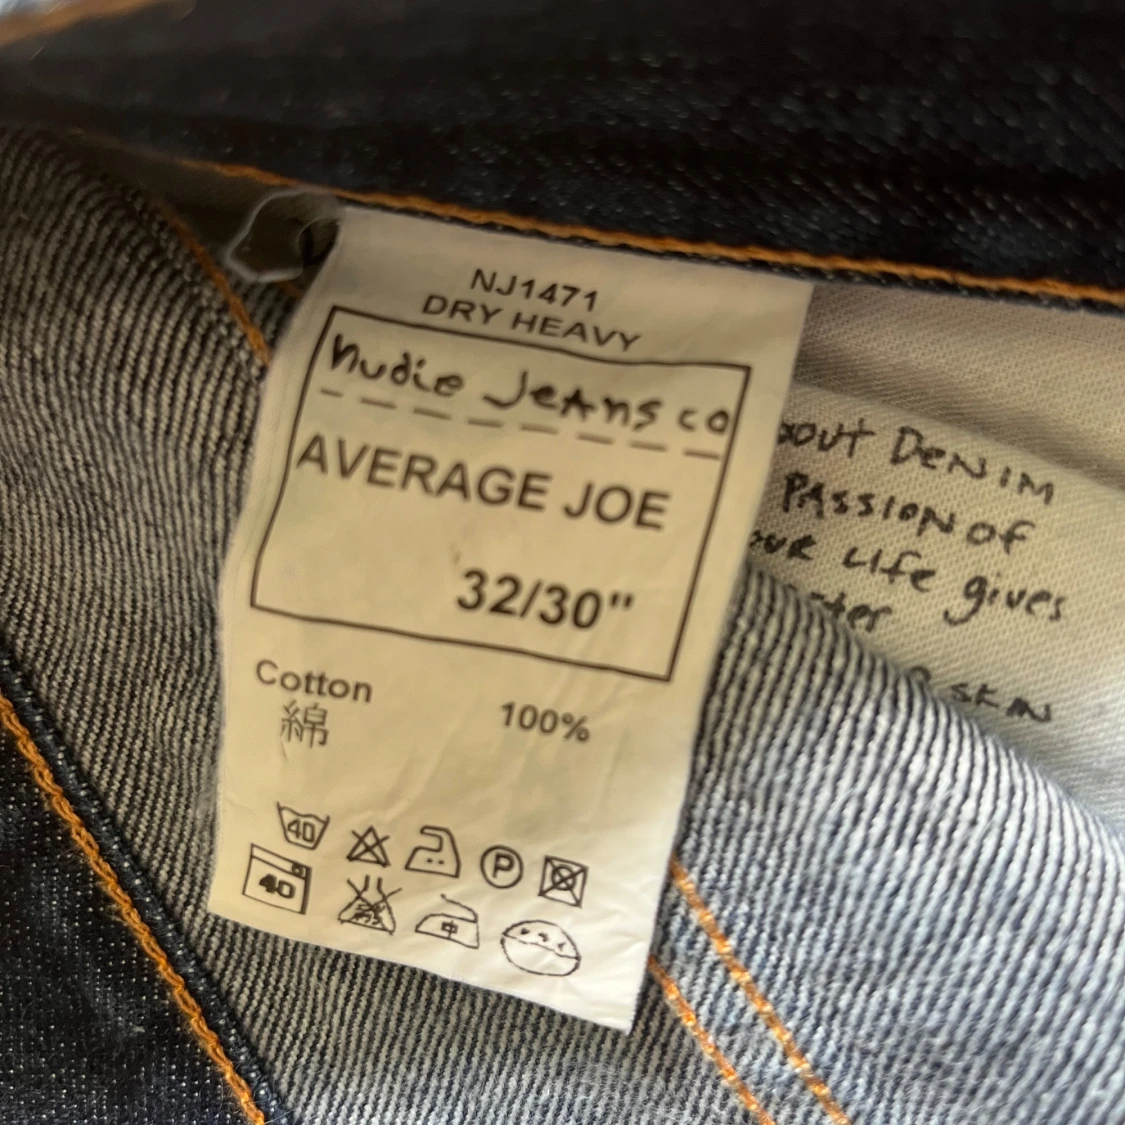 NJ1471
DRY HEAVY
nudie Jeans co
AVERAGE JOE
32/30"
Cotton 100%
綿
40
P
40
中
DENIM
PASSION of
LIfe gives
SKIN